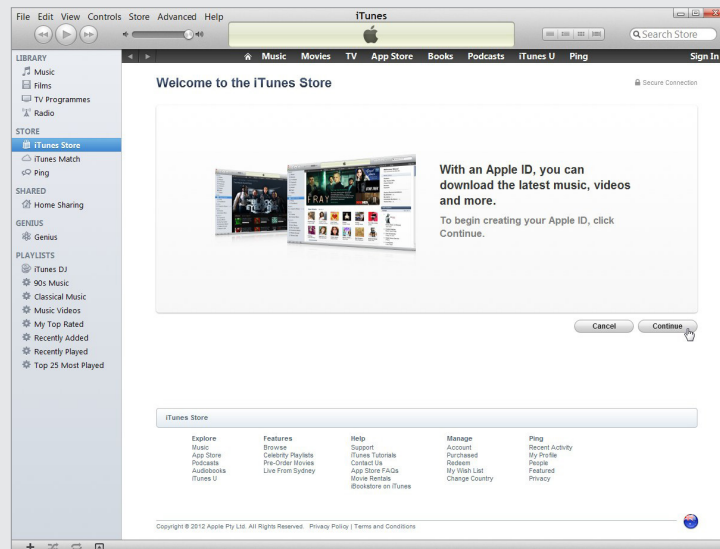 File Edit View Controls Store Advanced Help
iTunes
Search Store
Music Movies TV App Store Books Podcasts iTunes U Ping
Sign In
LIBRARY
Music
Films
TV Programmes
Radio
STORE
iTunes Store
iTunes Match
Ping
SHARED
Home Sharing
GENIUS
Genius
PLAYLISTS
iTunes DJ
90s Music
Classical Music
Music Videos
My Top Rated
Recently Added
Recently Played
Top 25 Most Played
Welcome to the iTunes Store
Secure Connection
FRAY
With an Apple ID, you can
download the latest music, videos
and more.
To begin creating your Apple ID, click
Continue.
Cancel
Continue
iTunes Store
Explore
Music
App Store
Podcasts
Audiobooks
iTunes U
Features
Browse
Celebrity Playlists
Pre-Order Movies
Live From Sydney
Help
Support
iTunes Tutorials
Contact Us
App Store FAQs
Movie Rentals
iBookstore on iTunes
Manage
Account
Purchased
Redeem
My Wish List
Change Country
Ping
Recent Activity
My Profile
People
Featured
Privacy
Copyright © 2012 Apple Pty Ltd. All Rights Reserved. Privacy Policy | Terms and Conditions